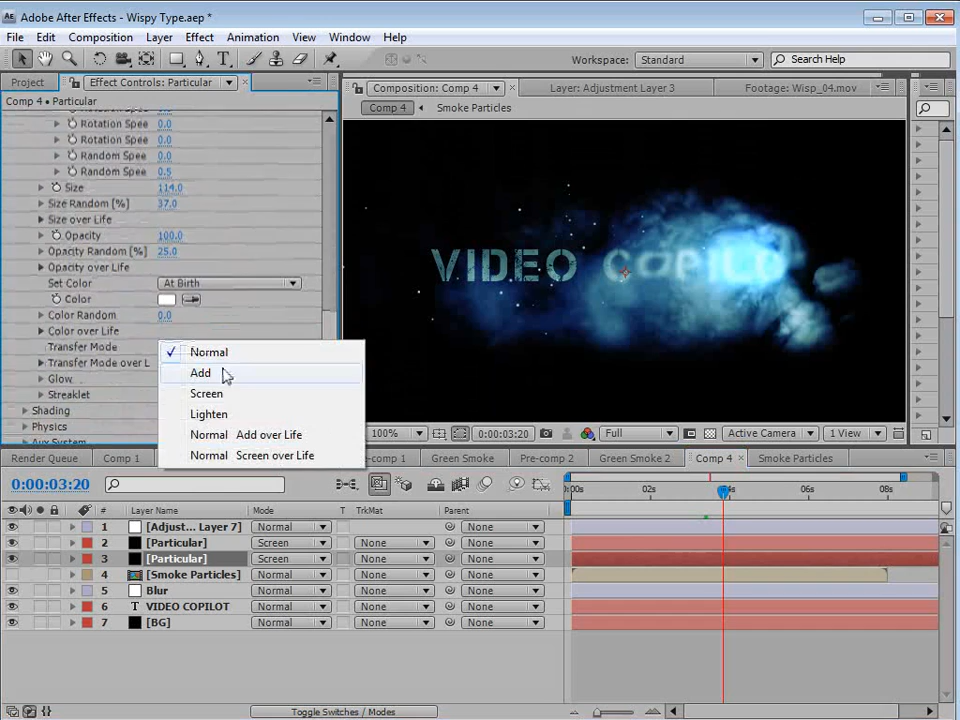 Adobe After Effects - Wispy Type.aep *
File Edit Composition Layer Effect Animation View Window Help
Workspace: Standard Search Help
Project Effect Controls: Particular Composition: Comp 4 Layer: Adjustment Layer 3 Footage: Wisp_04.mov
Comp 4 • Particular Comp 4 Smoke Particles
Rotation Spee 0.0
Rotation Spee 0.0
Random Spee 0.0
Random Spee 0.5
Size 114.0
Size Random [%] 37.0
Size over Life
Opacity 100.0
Opacity Random [%] 25.0
Opacity over Life
Set Color At Birth
Color
Color Random 0.0
Color over Life
Transfer Mode
Transfer Mode over L
Glow
Streaklet
Shading
Physics
Aux System
Normal
Add
Screen
Lighten
Normal Add over Life
Normal Screen over Life
VIDEO COPILO
100% 0:00:03:20 Full Active Camera 1 View
Render Queue Comp 1 e-comp 1 Green Smoke Pre-comp 2 Green Smoke 2 Comp 4 Smoke Particles
0:00:03:20 :00s 02s 4s 06s 08s
# Layer Name Mode T TrkMat Parent
1 [Adjust... Layer 7] Normal None
2 [Particular] Screen None None
3 [Particular] Screen None None
4 [Smoke Particles] Normal None None
5 Blur Normal None None
6 T VIDEO COPILOT Normal None None
7 [BG] Normal None None
Toggle Switches / Modes